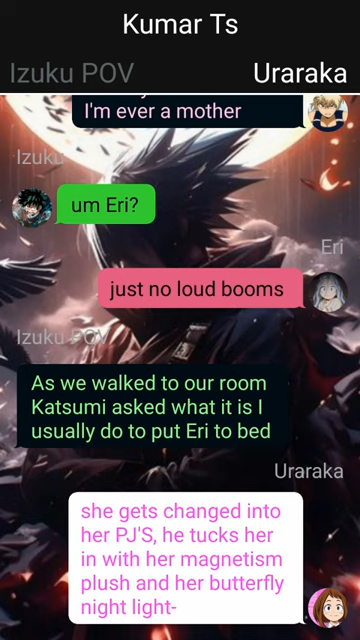 Kumar Ts
Izuku POV
Uraraka
I'm ever a mother
Izuku
um Eri?
Eri
just no loud booms
Izuku POV
As we walked to our room
Katsumi asked what it is I
usually do to put Eri to bed
Uraraka
she gets changed into
her PJ'S, he tucks her
in with her magnetism
plush and her butterfly
night light-